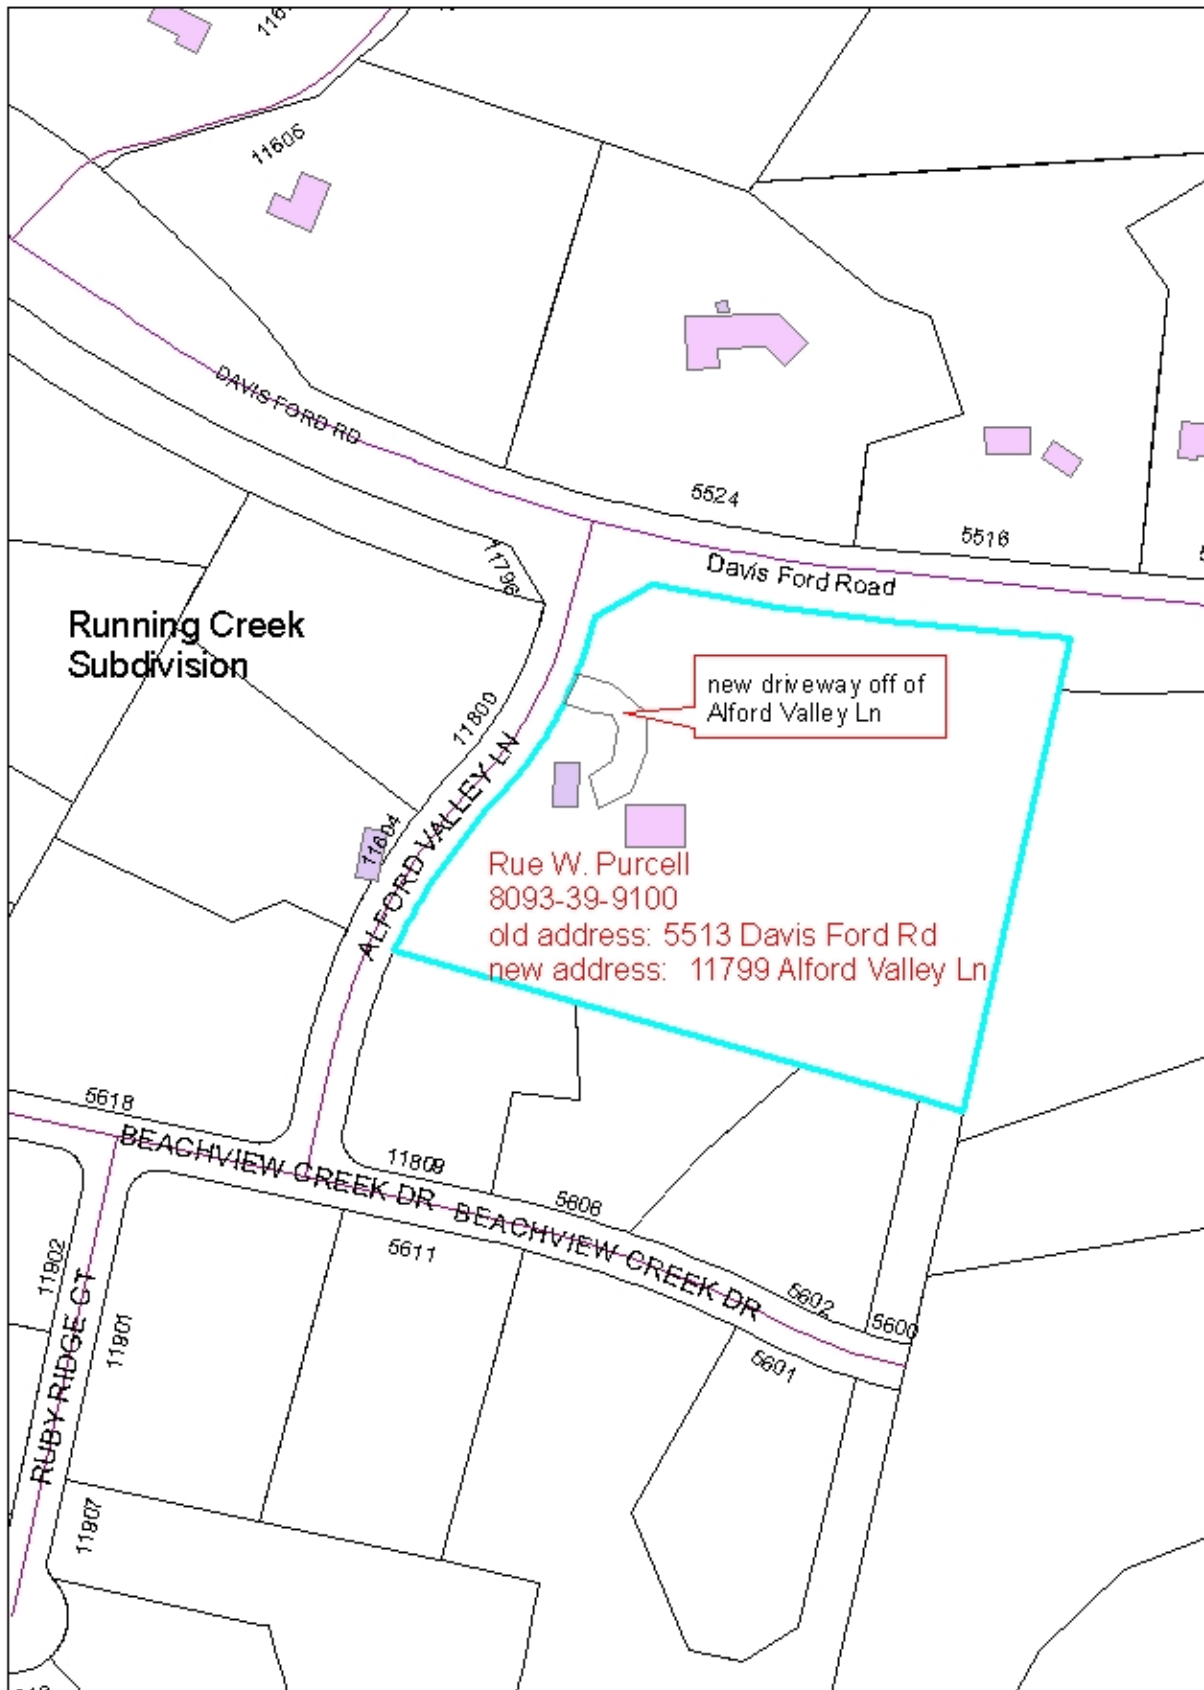 11606
DAVIS FORD RD
5524
5516
Davis Ford Road
11796
Running Creek
Subdivision
new driveway off of
Alford Valley Ln
11800
ALFORD VALLEY LN
11804
Rue W. Purcell
8093-39-9100
old address: 5513 Davis Ford Rd
new address: 11799 Alford Valley Ln
5618
BEACHVIEW CREEK DR
11809
5606
BEACHVIEW CREEK DR
5611
5602
5600
5601
11902
11901
RUBY RIDGE CT
11907